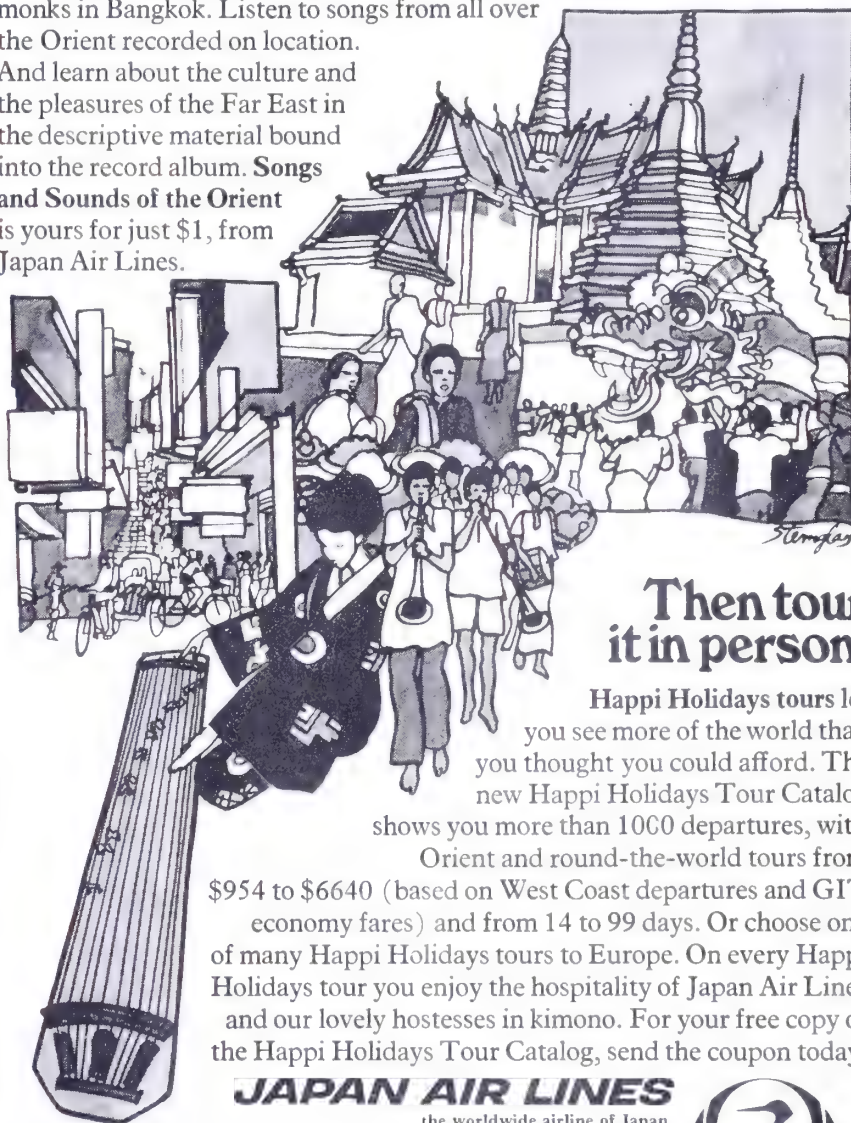 monks in Bangkok. Listen to songs from all over
the Orient recorded on location.
And learn about the culture and
the pleasures of the Far East in
the descriptive material bound
into the record album. Songs
and Sounds of the Orient
is yours for just $1, from
Japan Air Lines.
Then tou
it in person
Happi Holidays tours l
you see more of the world tha
you thought you could afford. Th
new Happi Holidays Tour Catalo
shows you more than 1000 departures, wit
Orient and round-the-world tours fro
$954 to $6640 (based on West Coast departures and GI
economy fares) and from 14 to 99 days. Or choose on
of many Happi Holidays tours to Europe. On every Happ
Holidays tour you enjoy the hospitality of Japan Air Line
and our lovely hostesses in kimono. For your free copy o
the Happi Holidays Tour Catalog, send the coupon today
JAPAN AIR LINES
the worldwide airline of Japan